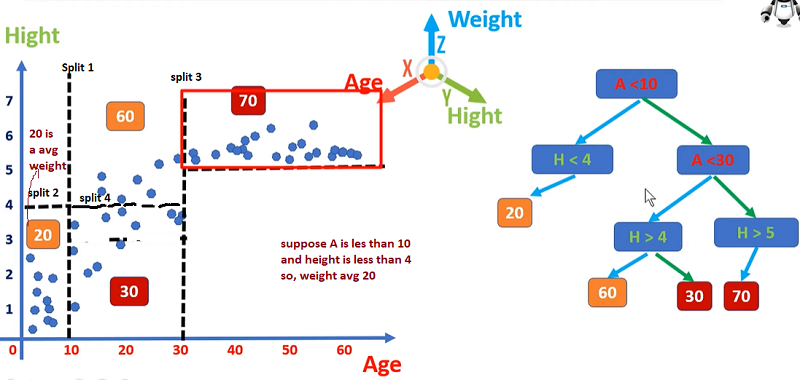 Hight
split 1
split 3
7
6
5
4
3
2
1
20 is
a avg
weight
split 2
split 4
60
70
20
30
0
10
20
30
40
50
60
Age
suppose A is les than 10
and height is less than 4
so, weight avg 20
Weight
Z
X
Age
Y
Hight
A <10
H < 4
A <30
20
H > 4
H > 5
60
30
70